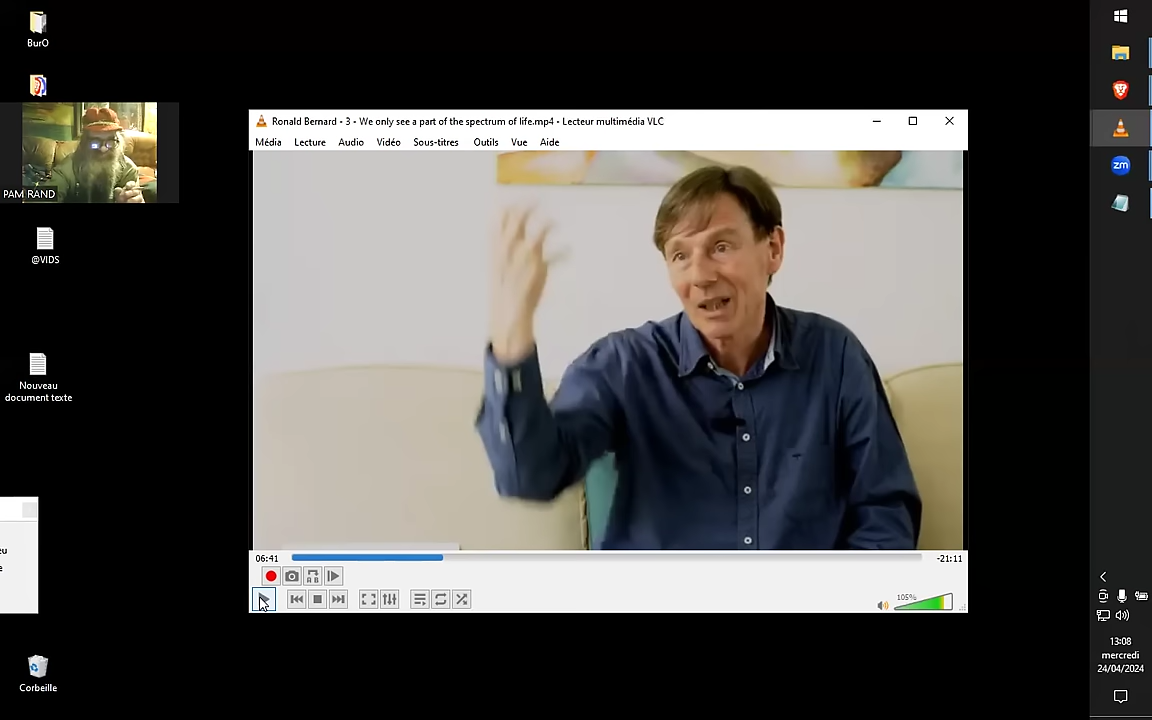 BurO
PAM RAND
@VIDS
Nouveau
document texte
eu
e
Corbeille
Ronald Bernard - 3 - We only see a part of the spectrum of life.mp4 - Lecteur multimédia VLC
Média Lecture Audio Vidéo Sous-titres Outils Vue Aide
06:41
-21:11
A B
105%
zm
13:08
mercredi
24/04/2024